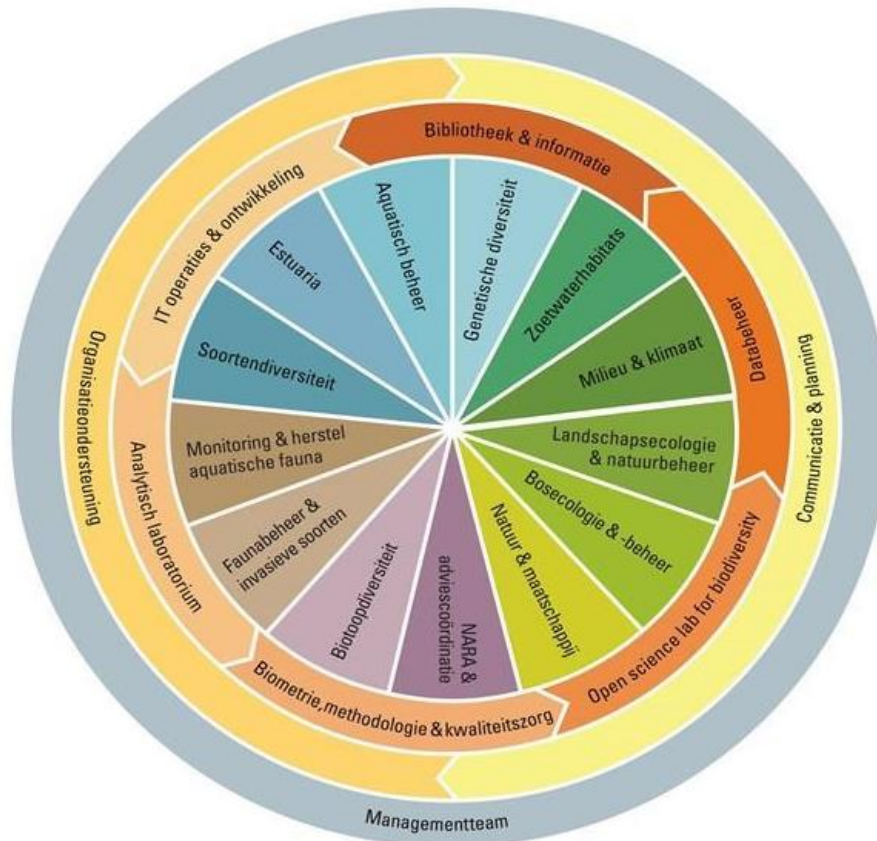 Managementteam
Organisatieondersteuning
Communicatie & planning
Bibliotheek & informatie
Databeheer
Open science lab for biodiversity
Biometrie, methodologie & kwaliteitszorg
Analytisch laboratorium
IT operaties & ontwikkeling
Genetische diversiteit
Zoetwaterhabitats
Milieu & klimaat
Landschapsecologie
& natuurbeheer
Bosecologie & -beheer
Natuur & maatschappij
NARA &
adviescoördinatie
Biotoopdiversiteit
Faunabeheer &
invasieve soorten
Monitoring & herstel
aquatische fauna
Soortendiversiteit
Estuaria
Aquatisch beheer